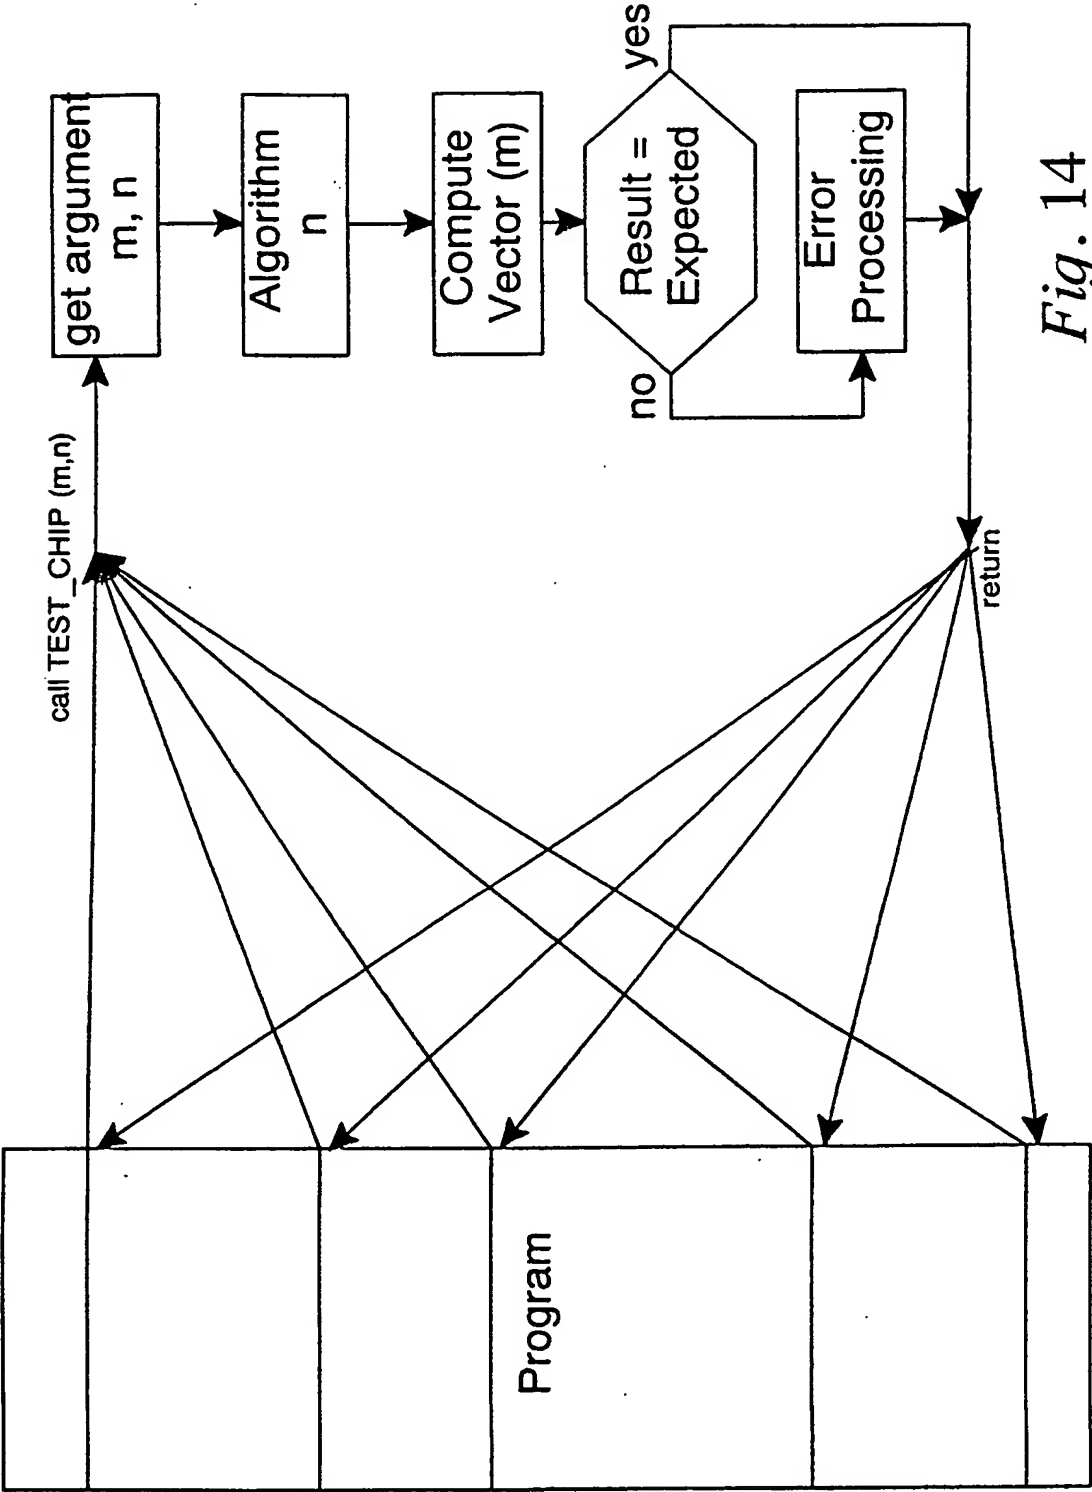 call TEST_CHIP (m,n)
get argument
m, n
Algorithm
n
Compute
Vector (m)
Result =
Expected
yes
no
Error
Processing
return
Program
Fig. 14